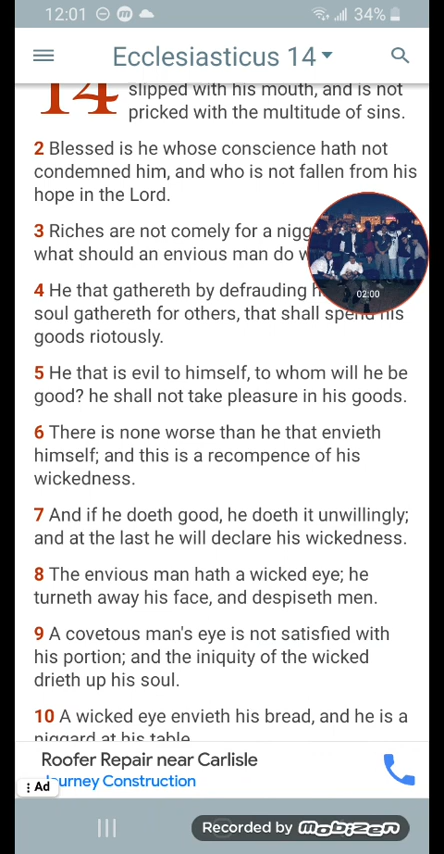 12:01 34%
Ecclesiasticus 14
14 slipped with his mouth, and is not
pricked with the multitude of sins.
2 Blessed is he whose conscience hath not
condemned him, and who is not fallen from his
hope in the Lord.
3 Riches are not comely for a
what should an envious man do
4 He that gathereth by defrauding
soul gathereth for others, that shall spend his
goods riotously.
5 He that is evil to himself, to whom will he be
good? he shall not take pleasure in his goods.
6 There is none worse than he that envieth
himself; and this is a recompence of his
wickedness.
7 And if he doeth good, he doeth it unwillingly;
and at the last he will declare his wickedness.
8 The envious man hath a wicked eye; he
turneth away his face, and despiseth men.
9 A covetous man's eye is not satisfied with
his portion; and the iniquity of the wicked
drieth up his soul.
10 A wicked eye envieth his bread, and he is a
niggard at his table.
02:00
Roofer Repair near Carlisle
Journey Construction
Ad
Recorded by Mobizen